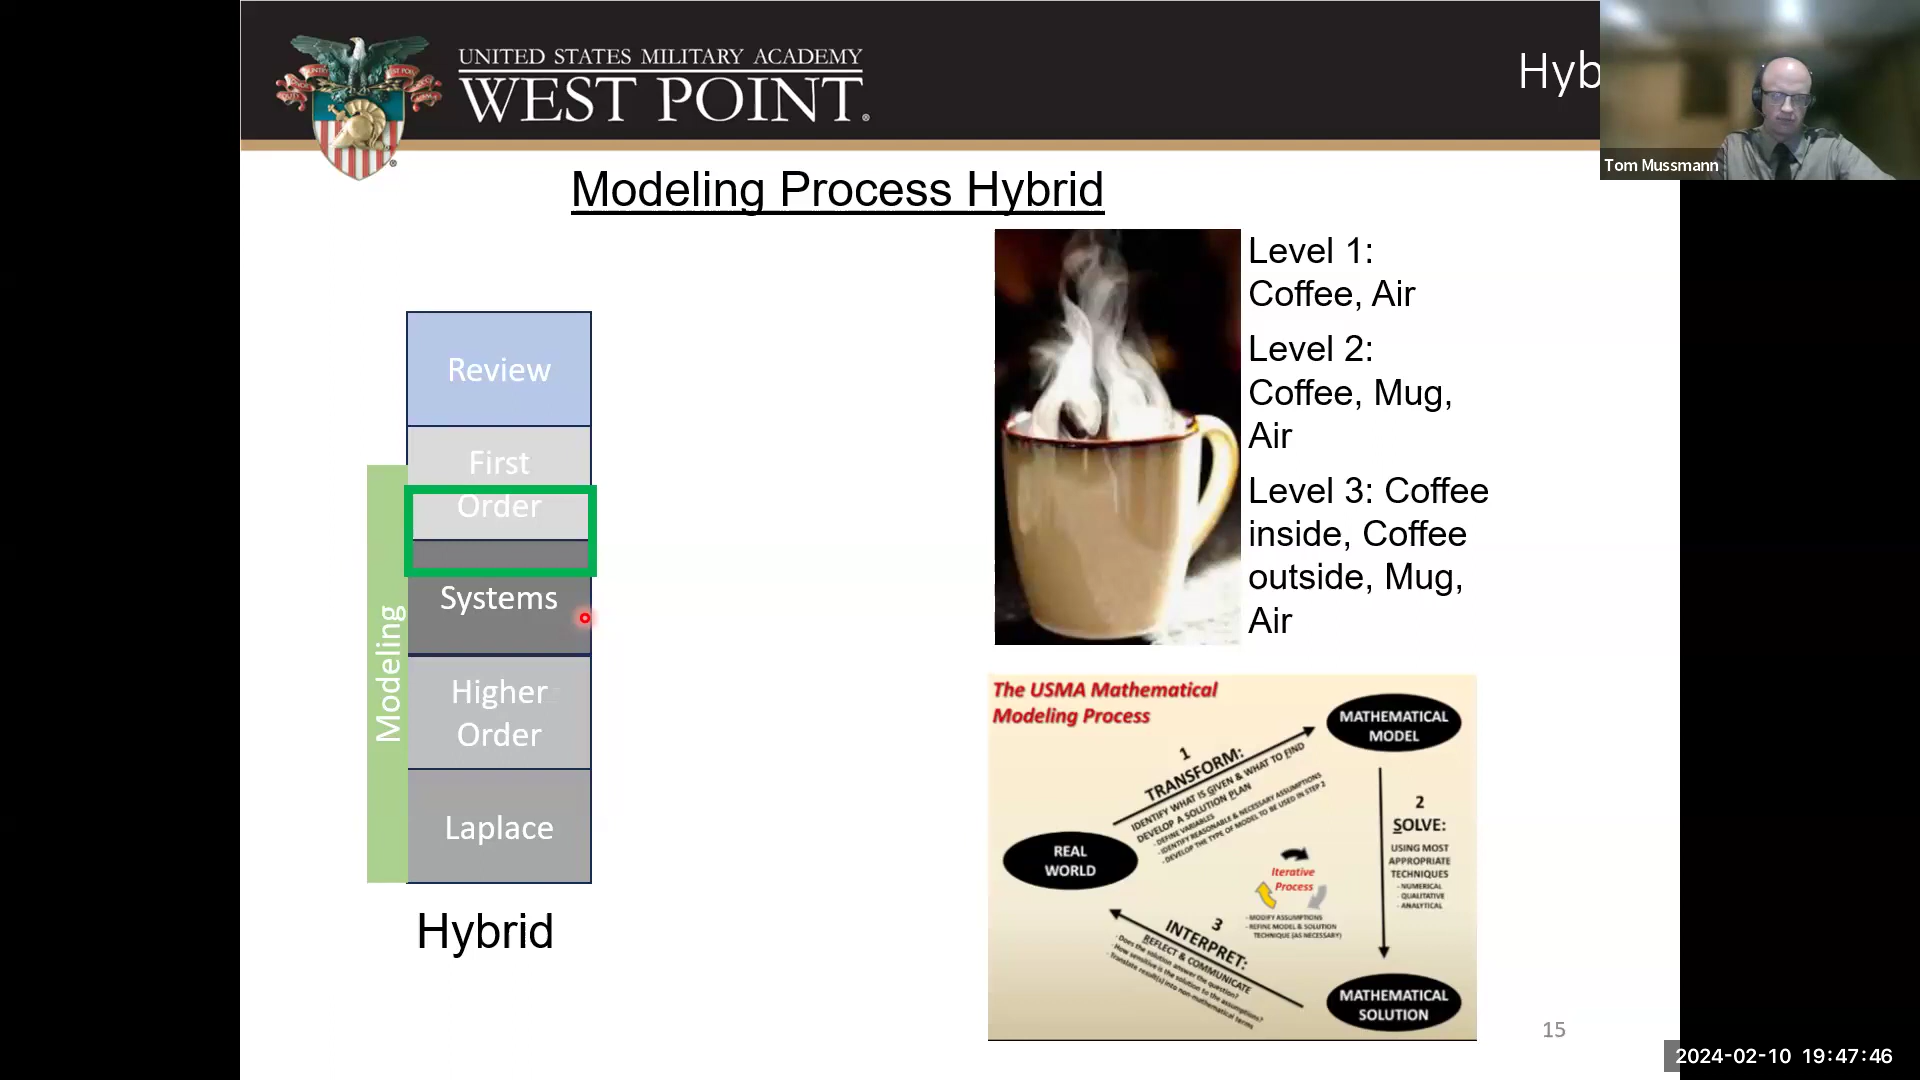 UNITED STATES MILITARY ACADEMY
WEST POINT®
Hyb
Tom Mussmann
Modeling Process Hybrid
Review
First
Order
Systems
Higher
Order
Laplace
Modeling
Hybrid
Level 1:
Coffee, Air
Level 2:
Coffee, Mug,
Air
Level 3: Coffee
inside, Coffee
outside, Mug,
Air
The USMA Mathematical
Modeling Process
MATHEMATICAL
MODEL
1
TRANSFORM:
IDENTIFY WHAT IS GIVEN & WHAT TO FIND
DEVELOP A SOLUTION PLAN
- DEFINE VARIABLES
- IDENTIFY REASONABLE & NECESSARY ASSUMPTIONS
- DEVELOP THE TYPE OF MODEL TO BE USED IN STEP 2
2
SOLVE:
USING MOST
APPROPRIATE
TECHNIQUES
- NUMERICAL
- QUALITATIVE
- ANALYTICAL
REAL
WORLD
Iterative
Process
- MODIFY ASSUMPTIONS
- REFINE MODEL & SOLUTION
TECHNIQUE (AS NECESSARY)
3
INTERPRET:
REFLECT & COMMUNICATE
- Does the solution answer the question?
- How sensitive is the solution to the assumptions?
- Translate result(s) into non-mathematical terms
MATHEMATICAL
SOLUTION
15
2024-02-10 19:47:46